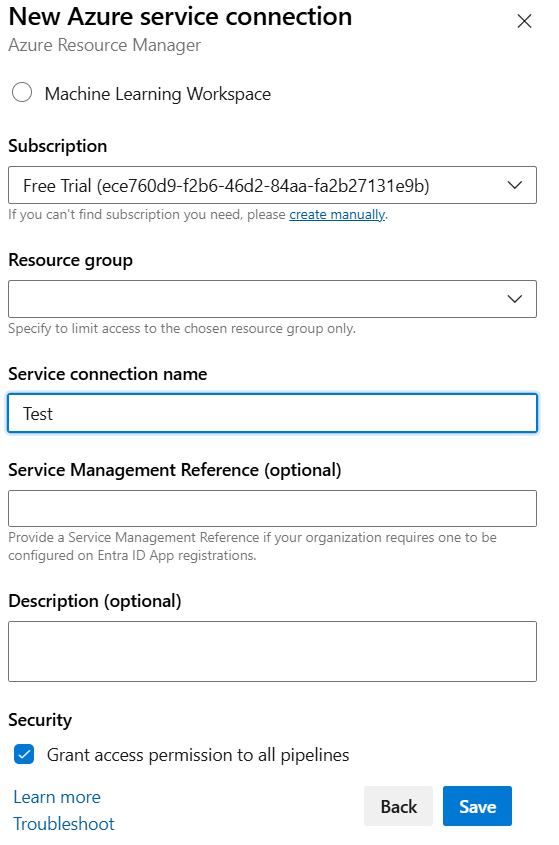 New Azure service connection
Azure Resource Manager
Machine Learning Workspace
Subscription
Free Trial (ece760d9-f2b6-46d2-84aa-fa2b27131e9b)
If you can't find subscription you need, please create manually.
Resource group
Specify to limit access to the chosen resource group only.
Service connection name
Test
Service Management Reference (optional)
Provide a Service Management Reference if your organization requires one to be
configured on Entra ID App registrations.
Description (optional)
Security
Grant access permission to all pipelines
Learn more
Troubleshoot
Back
Save